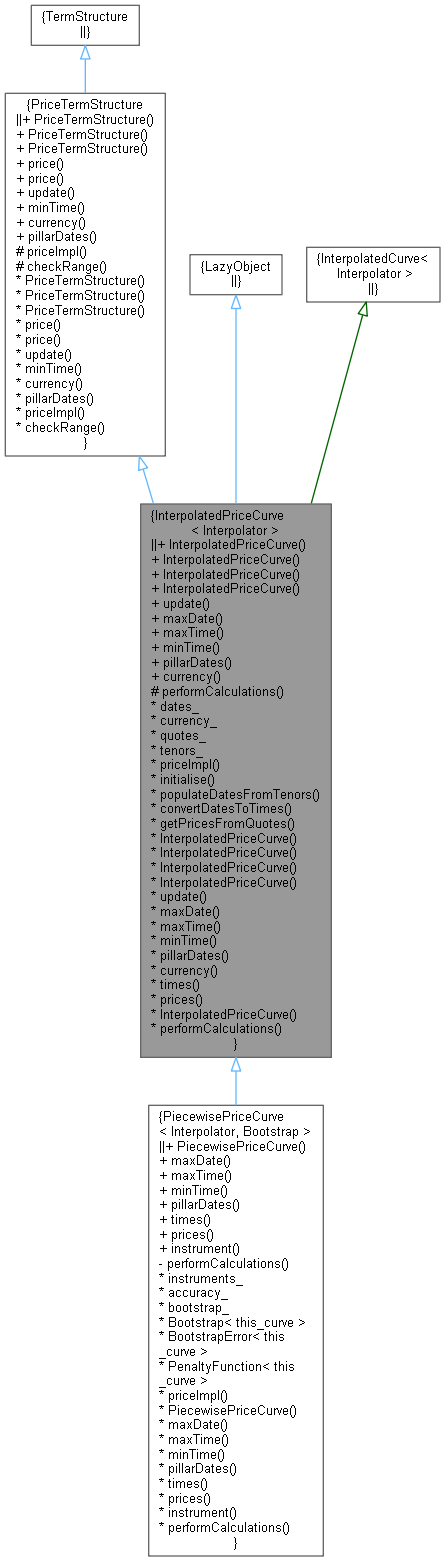 {TermStructure
||}
{PriceTermStructure
||+ PriceTermStructure()
+ PriceTermStructure()
+ PriceTermStructure()
+ price()
+ price()
+ update()
+ minTime()
+ currency()
+ pillarDates()
# priceImpl()
# checkRange()
* PriceTermStructure()
* PriceTermStructure()
* PriceTermStructure()
* price()
* price()
* update()
* minTime()
* currency()
* pillarDates()
* priceImpl()
* checkRange()
}
{LazyObject
||}
{InterpolatedCurve<
Interpolator >
||}
{InterpolatedPriceCurve
< Interpolator >
||+ InterpolatedPriceCurve()
+ InterpolatedPriceCurve()
+ InterpolatedPriceCurve()
+ InterpolatedPriceCurve()
+ update()
+ maxDate()
+ maxTime()
+ minTime()
+ pillarDates()
+ currency()
# performCalculations()
* dates_
* currency_
* quotes_
* tenors_
* priceImpl()
* initialise()
* populateDatesFromTenors()
* convertDatesToTimes()
* getPricesFromQuotes()
* InterpolatedPriceCurve()
* InterpolatedPriceCurve()
* InterpolatedPriceCurve()
* InterpolatedPriceCurve()
* update()
* maxDate()
* maxTime()
* minTime()
* pillarDates()
* currency()
* times()
* prices()
* InterpolatedPriceCurve()
* performCalculations()
}
{PiecewisePriceCurve
< Interpolator, Bootstrap >
||+ PiecewisePriceCurve()
+ maxDate()
+ maxTime()
+ minTime()
+ pillarDates()
+ times()
+ prices()
+ instrument()
- performCalculations()
* instruments_
* accuracy_
* bootstrap_
* Bootstrap< this_curve >
* BootstrapError< this
_curve >
* PenaltyFunction< this
_curve >
* priceImpl()
* PiecewisePriceCurve()
* maxDate()
* maxTime()
* minTime()
* pillarDates()
* times()
* prices()
* instrument()
* performCalculations()
}